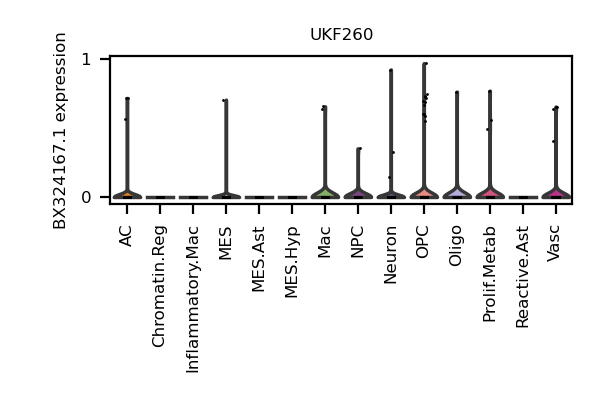 UKF260
BX324167.1 expression
1
0
AC
Chromatin.Reg
Inflammatory.Mac
MES
MES.Ast
MES.Hyp
Mac
NPC
Neuron
OPC
Oligo
Prolif.Metab
Reactive.Ast
Vasc